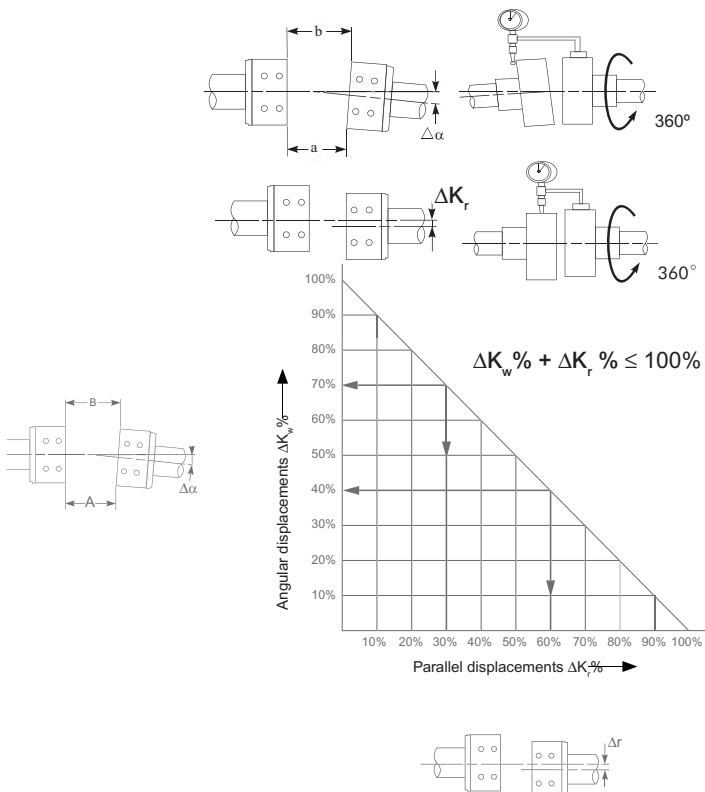 b
a
△α
360º
ΔKr
360°
100%
90%
80%
70%
60%
50%
40%
30%
20%
10%
Angular displacements ΔKw%
ΔKw% + ΔKr % ≤ 100%
10% 20% 30% 40% 50% 60% 70% 80% 90% 100%
Parallel displacements ΔKr%
B
A
Δα
Δr